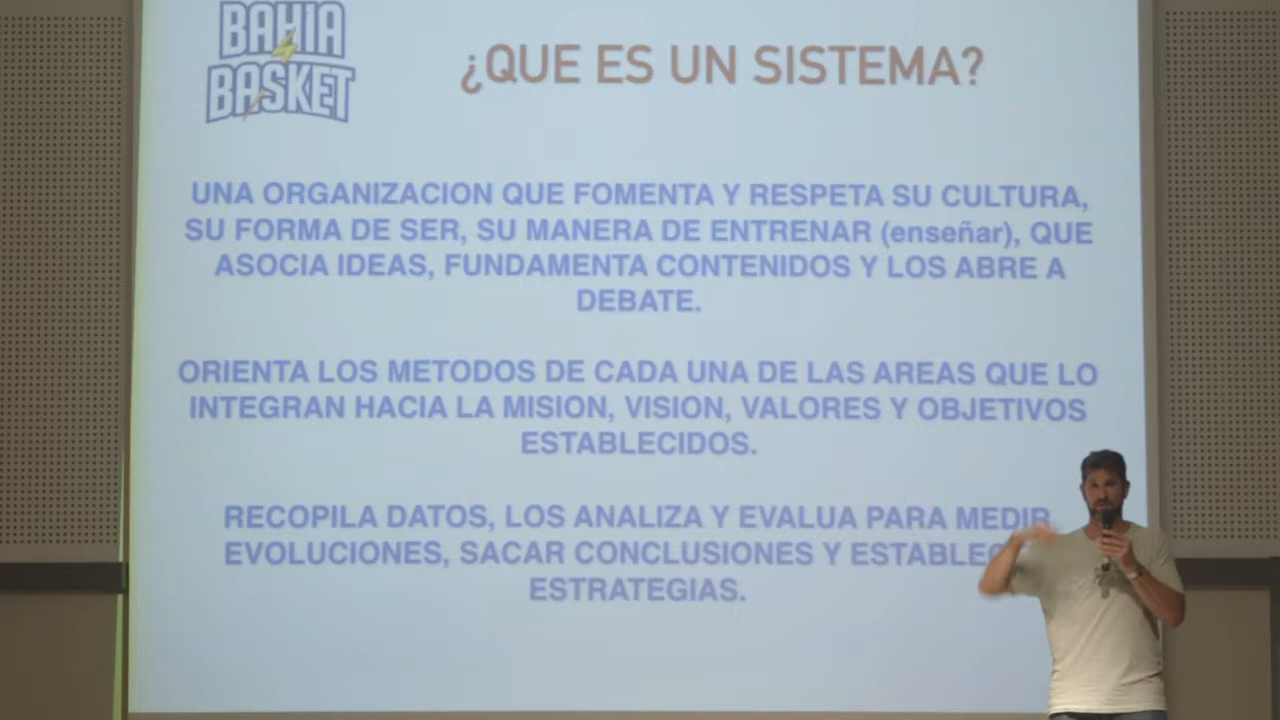 BAHIA
BASKET
¿QUE ES UN SISTEMA?
UNA ORGANIZACION QUE FOMENTA Y RESPETA SU CULTURA,
SU FORMA DE SER, SU MANERA DE ENTRENAR (enseñar), QUE
ASOCIA IDEAS, FUNDAMENTA CONTENIDOS Y LOS ABRE A
DEBATE.
ORIENTA LOS METODOS DE CADA UNA DE LAS AREAS QUE LO
INTEGRAN HACIA LA MISION, VISION, VALORES Y OBJETIVOS
ESTABLECIDOS.
RECOPILA DATOS, LOS ANALIZA Y EVALUA PARA MEDIR
EVOLUCIONES, SACAR CONCLUSIONES Y
ESTRATEGIAS.